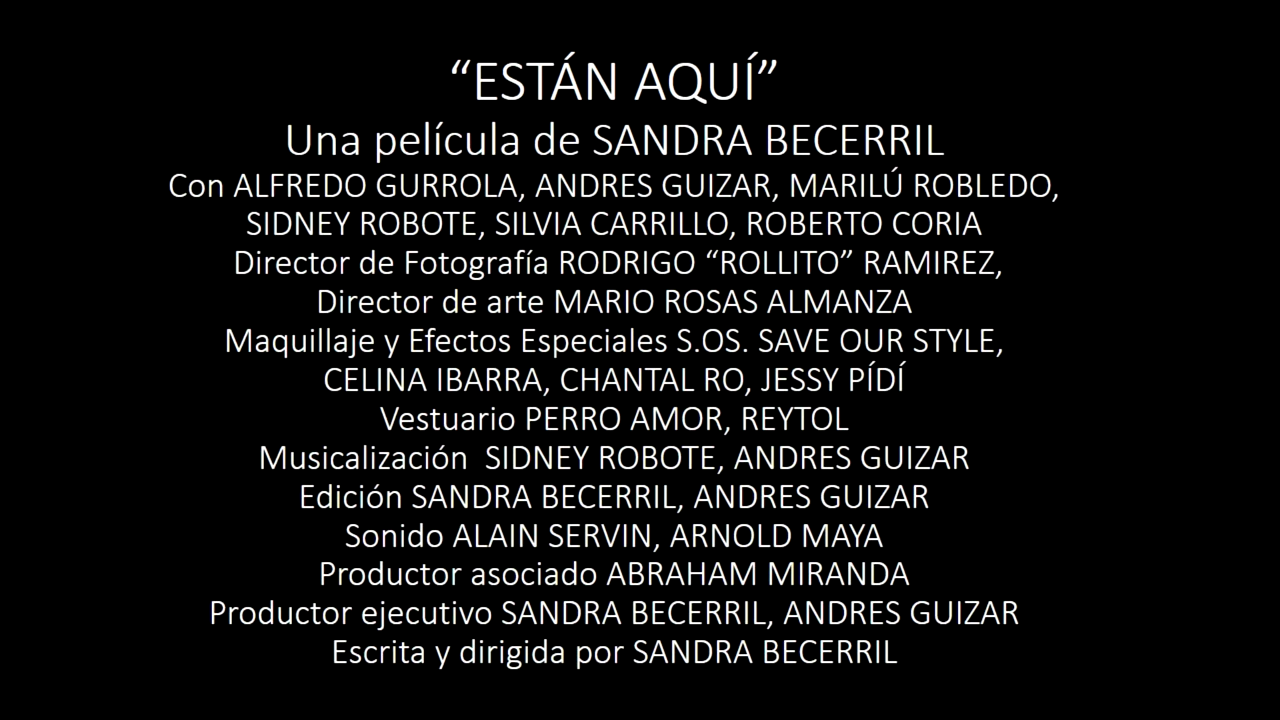 “ESTÁN AQUÍ”
Una película de SANDRA BECERRIL
Con ALFREDO GURROLA, ANDRES GUIZAR, MARILÚ ROBLEDO,
SIDNEY ROBOTE, SILVIA CARRILLO, ROBERTO CORIA
Director de Fotografía RODRIGO “ROLLITO” RAMIREZ,
Director de arte MARIO ROSAS ALMANZA
Maquillaje y Efectos Especiales S.OS. SAVE OUR STYLE,
CELINA IBARRA, CHANTAL RO, JESSY PÍDÍ
Vestuario PERRO AMOR, REYTOL
Musicalización  SIDNEY ROBOTE, ANDRES GUIZAR
Edición SANDRA BECERRIL, ANDRES GUIZAR
Sonido ALAIN SERVIN, ARNOLD MAYA
Productor asociado ABRAHAM MIRANDA
Productor ejecutivo SANDRA BECERRIL, ANDRES GUIZAR
Escrita y dirigida por SANDRA BECERRIL